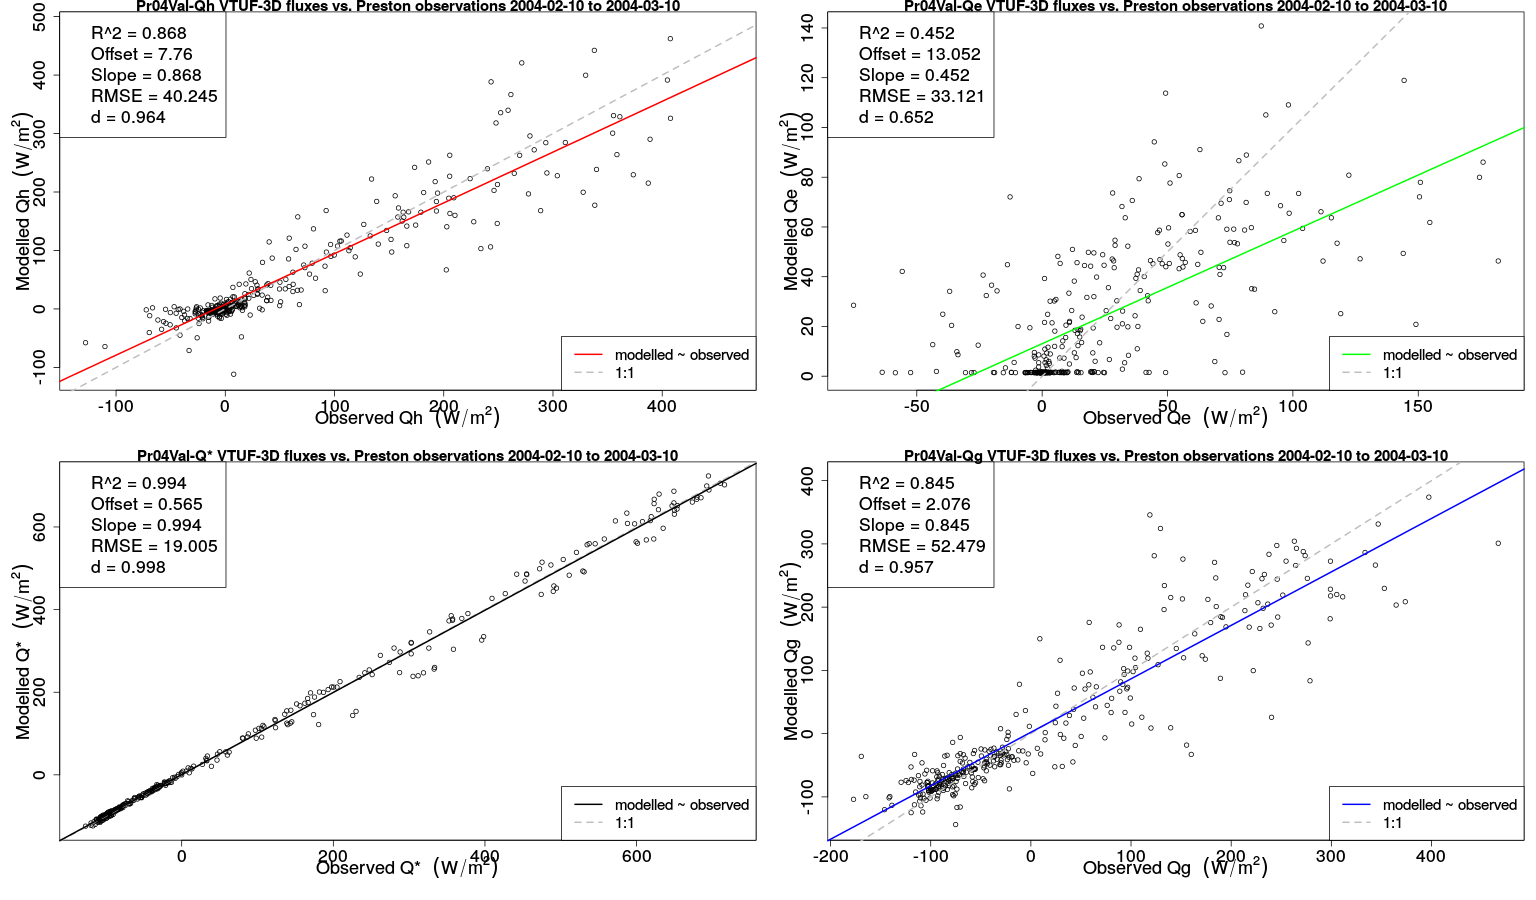 Pr04Val-Qh VTUF-3D fluxes vs. Preston observations 2004-02-10 to 2004-03-10
R^2 = 0.868
Offset = 7.76
Slope = 0.868
RMSE = 40.245
d = 0.964
Modelled Qh (W/m²)
-100 0 100 200 300 400 500
modelled ~ observed
1:1
-100 0 100 200 300 400
Observed Qh (W/m²)
Pr04Val-Qe VTUF-3D fluxes vs. Preston observations 2004-02-10 to 2004-03-10
R^2 = 0.452
Offset = 13.052
Slope = 0.452
RMSE = 33.121
d = 0.652
Modelled Qe (W/m²)
0 20 40 60 80 100 120 140
modelled ~ observed
1:1
-50 0 50 100 150
Observed Qe (W/m²)
Pr04Val-Q* VTUF-3D fluxes vs. Preston observations 2004-02-10 to 2004-03-10
R^2 = 0.994
Offset = 0.565
Slope = 0.994
RMSE = 19.005
d = 0.998
Modelled Q* (W/m²)
0 200 400 600
modelled ~ observed
1:1
0 200 400 600
Observed Q* (W/m²)
Pr04Val-Qg VTUF-3D fluxes vs. Preston observations 2004-02-10 to 2004-03-10
R^2 = 0.845
Offset = 2.076
Slope = 0.845
RMSE = 52.479
d = 0.957
Modelled Qg (W/m²)
-100 0 100 200 300 400
modelled ~ observed
1:1
-200 -100 0 100 200 300 400
Observed Qg (W/m²)